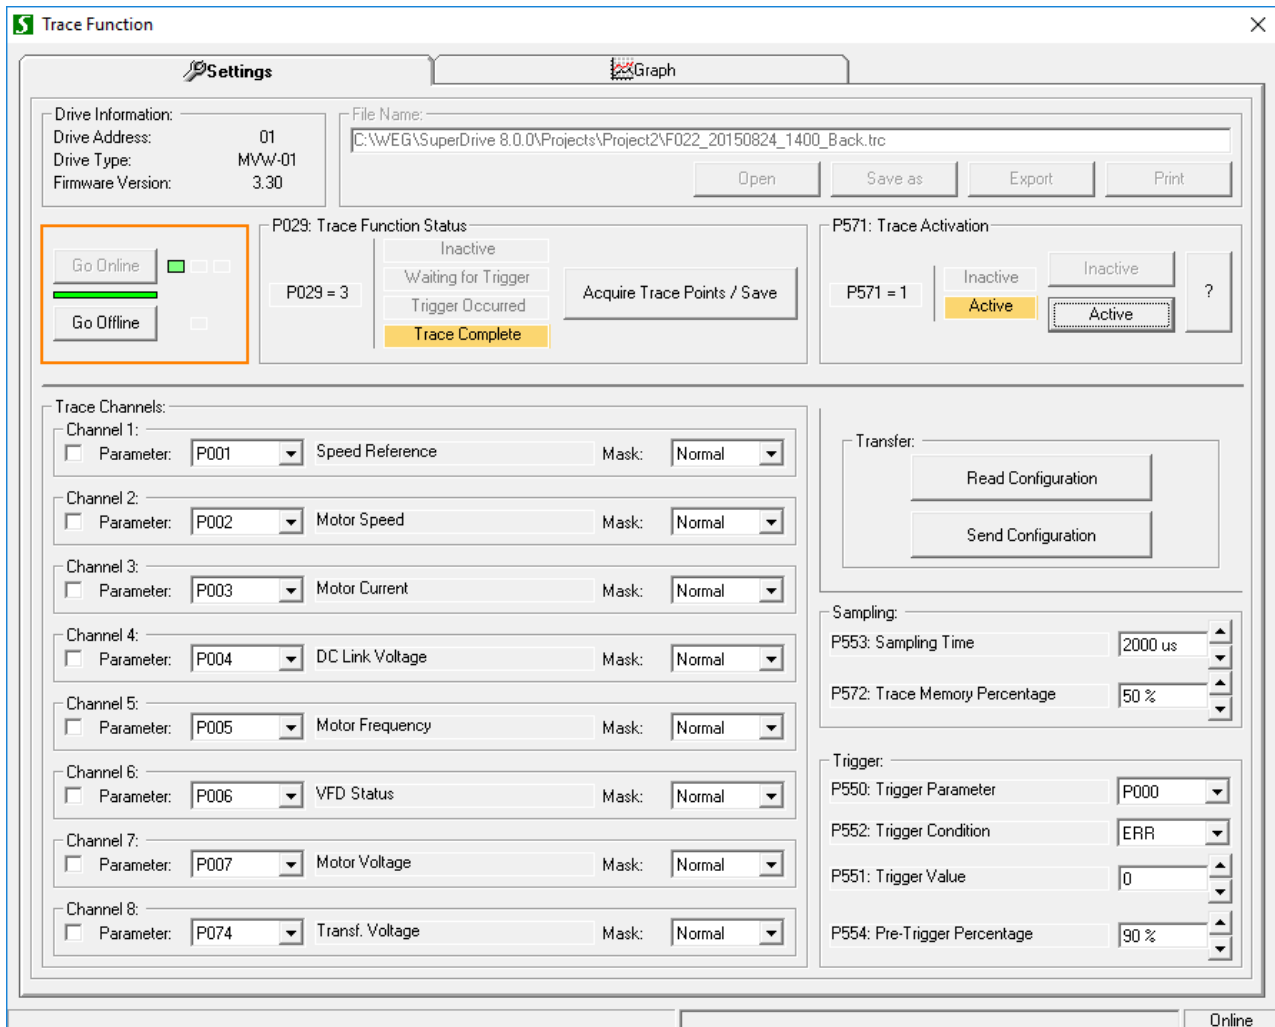 Trace Function
Settings
Graph
Drive Information:
Drive Address: 01
Drive Type: MVW-01
Firmware Version: 3.30
File Name:
C:\WEG\SuperDrive 8.0.0\Projects\Project2\F022_20150824_1400_Back.trc
Open Save as Export Print
Go Online
Go Offline
P029: Trace Function Status
P029 = 3
Inactive
Waiting for Trigger
Trigger Occurred
Trace Complete
Acquire Trace Points / Save
P571: Trace Activation
P571 = 1
Inactive
Active
Inactive
Active
?
Trace Channels:
Channel 1:
Parameter: P001 Speed Reference Mask: Normal
Channel 2:
Parameter: P002 Motor Speed Mask: Normal
Channel 3:
Parameter: P003 Motor Current Mask: Normal
Channel 4:
Parameter: P004 DC Link Voltage Mask: Normal
Channel 5:
Parameter: P005 Motor Frequency Mask: Normal
Channel 6:
Parameter: P006 VFD Status Mask: Normal
Channel 7:
Parameter: P007 Motor Voltage Mask: Normal
Channel 8:
Parameter: P074 Transf. Voltage Mask: Normal
Transfer:
Read Configuration
Send Configuration
Sampling:
P553: Sampling Time 2000 us
P572: Trace Memory Percentage 50 %
Trigger:
P550: Trigger Parameter P000
P552: Trigger Condition ERR
P551: Trigger Value 0
P554: Pre-Trigger Percentage 90 %
Online